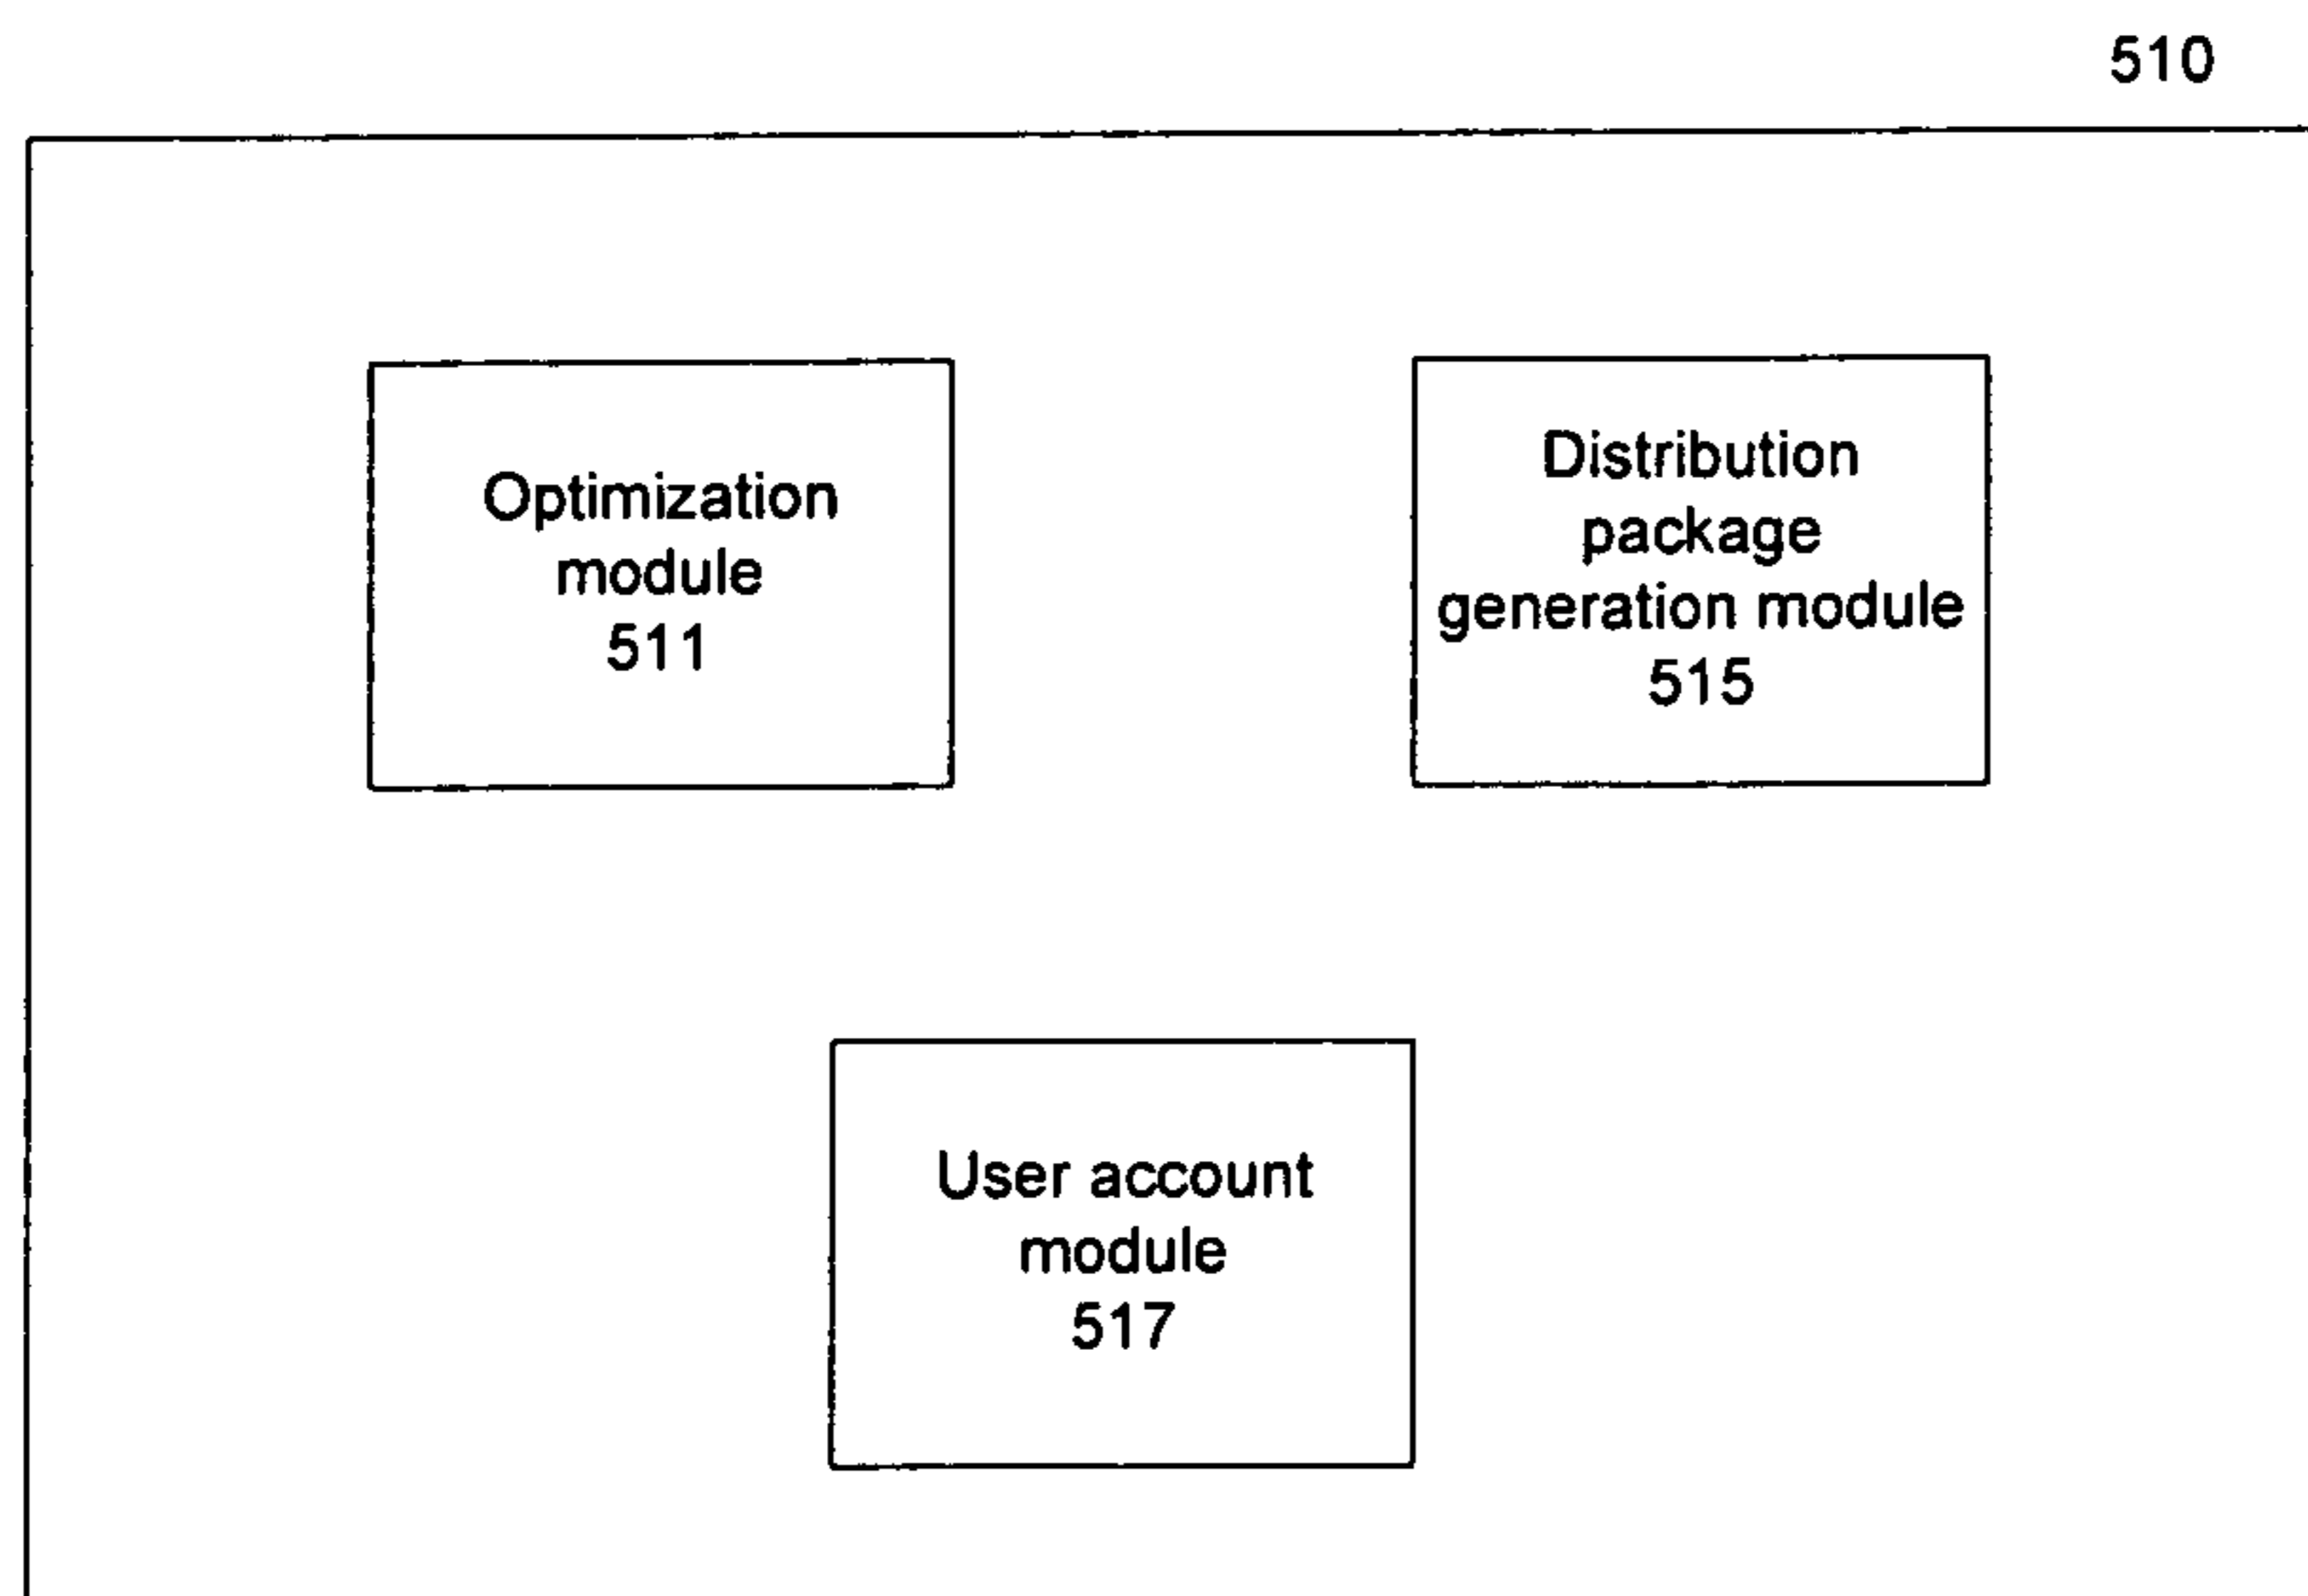 510
Optimization
module
511
Distribution
package
generation module
515
User account
module
517